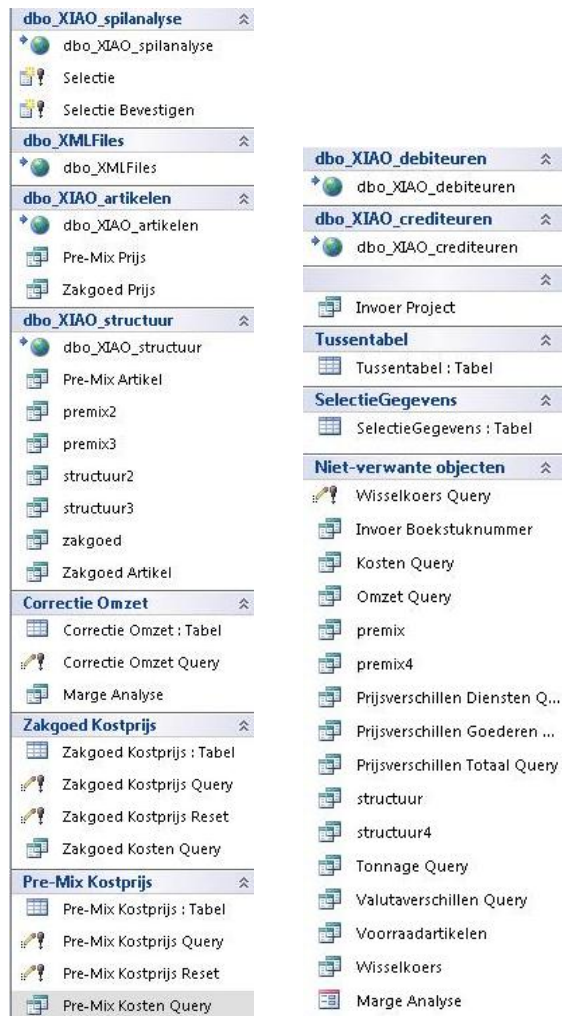 dbo_XIAO_spilanalyse
dbo_XIAO_spilanalyse
Selectie
Selectie Bevestigen
dbo_XMLFiles
dbo_XMLFiles
dbo_XIAO_artikelen
dbo_XIAO_artikelen
Pre-Mix Prijs
Zakgoed Prijs
dbo_XIAO_structuur
dbo_XIAO_structuur
Pre-Mix Artikel
premix2
premix3
structuur2
structuur3
zakgoed
Zakgoed Artikel
Correctie Omzet
Correctie Omzet : Tabel
Correctie Omzet Query
Marge Analyse
Zakgoed Kostprijs
Zakgoed Kostprijs : Tabel
Zakgoed Kostprijs Query
Zakgoed Kostprijs Reset
Zakgoed Kosten Query
Pre-Mix Kostprijs
Pre-Mix Kostprijs : Tabel
Pre-Mix Kostprijs Query
Pre-Mix Kostprijs Reset
Pre-Mix Kosten Query
dbo_XIAO_debiteuren
dbo_XIAO_debiteuren
dbo_XIAO_crediteuren
dbo_XIAO_crediteuren
Invoer Project
Tussentabel
Tussentabel : Tabel
SelectieGegevens
SelectieGegevens : Tabel
Niet-verwante objecten
Wisselkoers Query
Invoer Boekstuknummer
Kosten Query
Omzet Query
premix
premix4
Prijsverschillen Diensten Q...
Prijsverschillen Goederen ...
Prijsverschillen Totaal Query
structuur
structuur4
Tonnage Query
Valutaverschillen Query
Voorraadartikelen
Wisselkoers
Marge Analyse